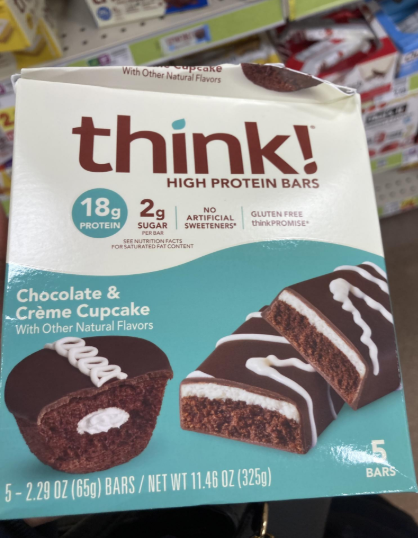 Crème Cupcake
With Other Natural Flavors
think!
HIGH PROTEIN BARS
18g
PROTEIN
2g
SUGAR
PER BAR
NO
ARTIFICIAL
SWEETENERS*
GLUTEN FREE
thinkPROMISE*
SEE NUTRITION FACTS
FOR SATURATED FAT CONTENT
Chocolate &
Crème Cupcake
With Other Natural Flavors
5
BARS
5 – 2.29 OZ (65g) BARS / NET WT 11.46 OZ (325g)